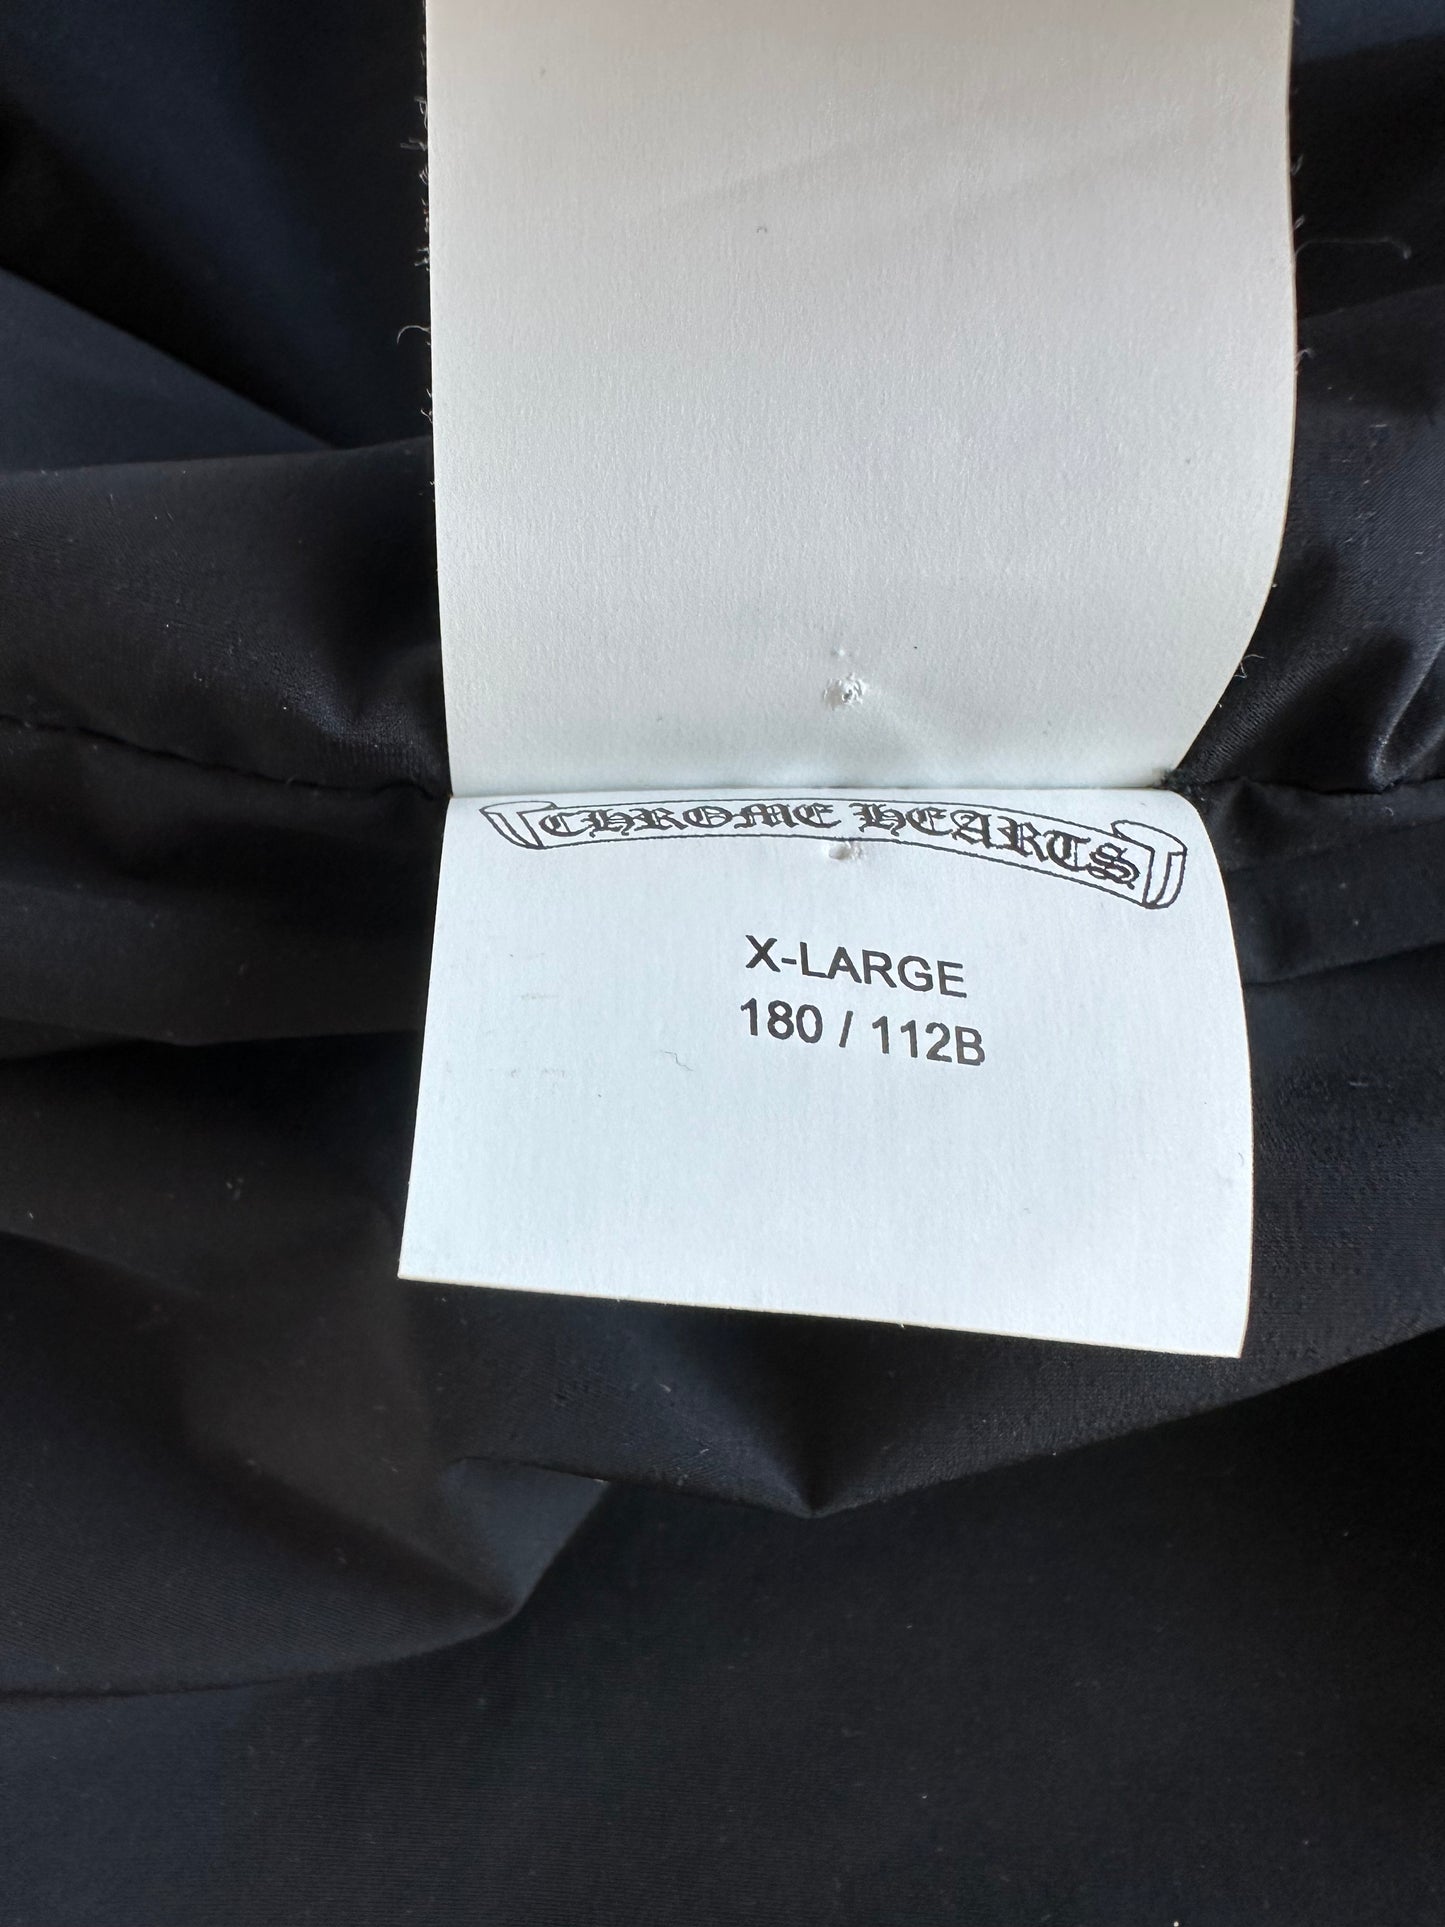 CHROME HEARTS
X-LARGE
180 / 112B